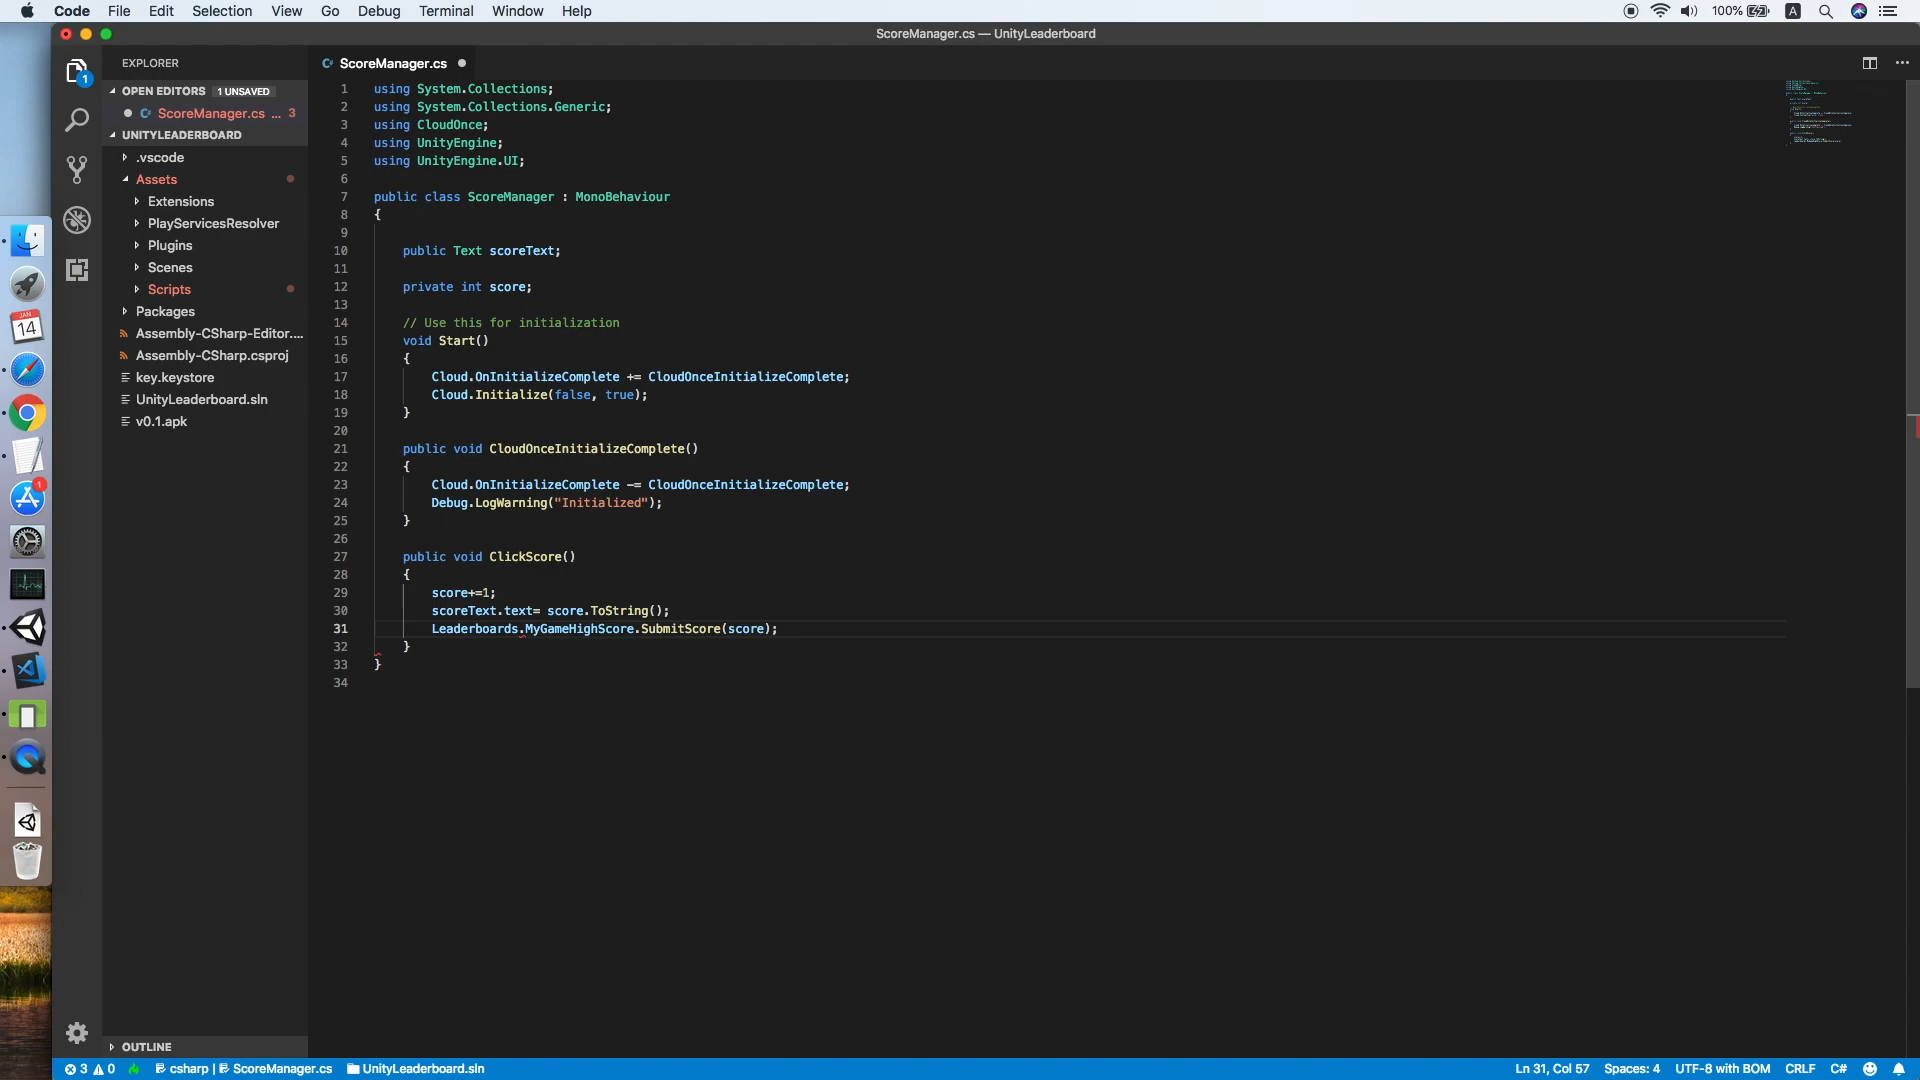 Code File Edit Selection View Go Debug Terminal Window Help 100% A
ScoreManager.cs — UnityLeaderboard
EXPLORER
OPEN EDITORS 1 UNSAVED
ScoreManager.cs ... 3
UNITYLEADERBOARD
.vscode
Assets
Extensions
PlayServicesResolver
Plugins
Scenes
Scripts
Packages
Assembly-CSharp-Editor....
Assembly-CSharp.csproj
key.keystore
UnityLeaderboard.sln
v0.1.apk
OUTLINE
1
JAN
14
1
ScoreManager.cs
1 using System.Collections;
2 using System.Collections.Generic;
3 using CloudOnce;
4 using UnityEngine;
5 using UnityEngine.UI;
6
7 public class ScoreManager : MonoBehaviour
8 {
9
10 public Text scoreText;
11
12 private int score;
13
14 // Use this for initialization
15 void Start()
16 {
17 Cloud.OnInitializeComplete += CloudOnceInitializeComplete;
18 Cloud.Initialize(false, true);
19 }
20
21 public void CloudOnceInitializeComplete()
22 {
23 Cloud.OnInitializeComplete -= CloudOnceInitializeComplete;
24 Debug.LogWarning("Initialized");
25 }
26
27 public void ClickScore()
28 {
29 score+=1;
30 scoreText.text= score.ToString();
31 Leaderboards.MyGameHighScore.SubmitScore(score);
32 }
33 }
34
3 0 csharp | ScoreManager.cs UnityLeaderboard.sln Ln 31, Col 57 Spaces: 4 UTF-8 with BOM CRLF C#